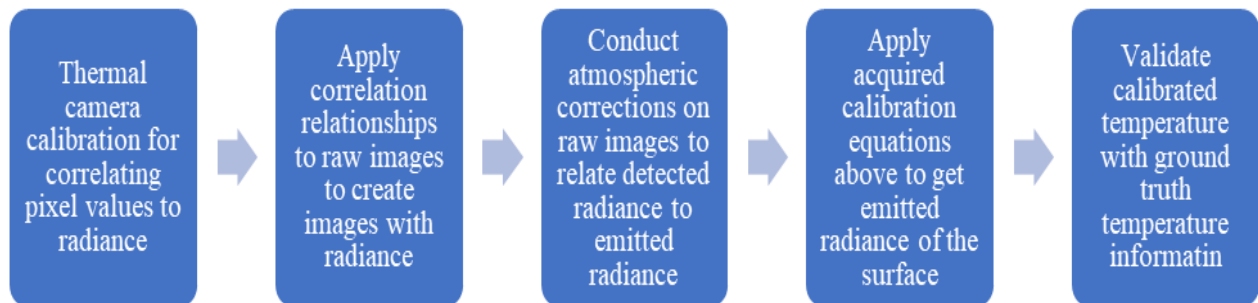 Thermal
camera
calibration for
correlating
pixel values to
radiance
Apply
correlation
relationships
to raw images
to create
images with
radiance
Conduct
atmospheric
corrections on
raw images to
relate detected
radiance to
emitted
radiance
Apply
acquired
calibration
equations
above to get
emitted
radiance of the
surface
Validate
calibrated
temperature
with ground
truth
temperature
informatin